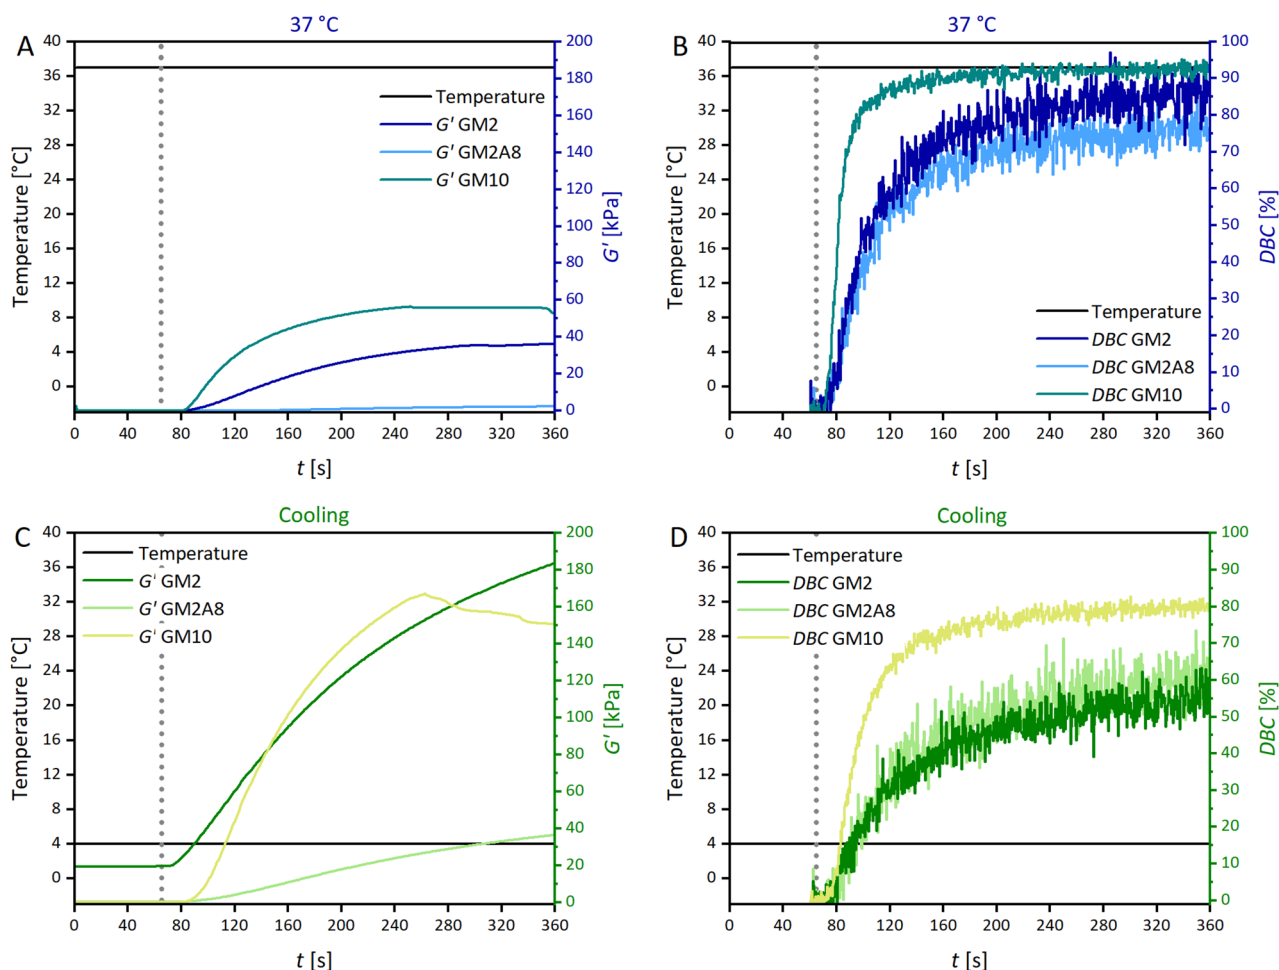 A
37 °C
Temperature [°C]
40
36
32
28
24
20
16
12
8
4
0
Temperature
G' GM2
G' GM2A8
G' GM10
200
180
160
140
120
100
80
60
40
20
0
G' [kPa]
0 40 80 120 160 200 240 280 320 360
t [s]
B
37 °C
Temperature [°C]
40
36
32
28
24
20
16
12
8
4
0
Temperature
DBC GM2
DBC GM2A8
DBC GM10
100
90
80
70
60
50
40
30
20
10
0
DBC [%]
0 40 80 120 160 200 240 280 320 360
t [s]
C
Cooling
Temperature [°C]
40
36
32
28
24
20
16
12
8
4
0
Temperature
G' GM2
G' GM2A8
G' GM10
200
180
160
140
120
100
80
60
40
20
0
G' [kPa]
0 40 80 120 160 200 240 280 320 360
t [s]
D
Cooling
Temperature [°C]
40
36
32
28
24
20
16
12
8
4
0
Temperature
DBC GM2
DBC GM2A8
DBC GM10
100
90
80
70
60
50
40
30
20
10
0
DBC [%]
0 40 80 120 160 200 240 280 320 360
t [s]